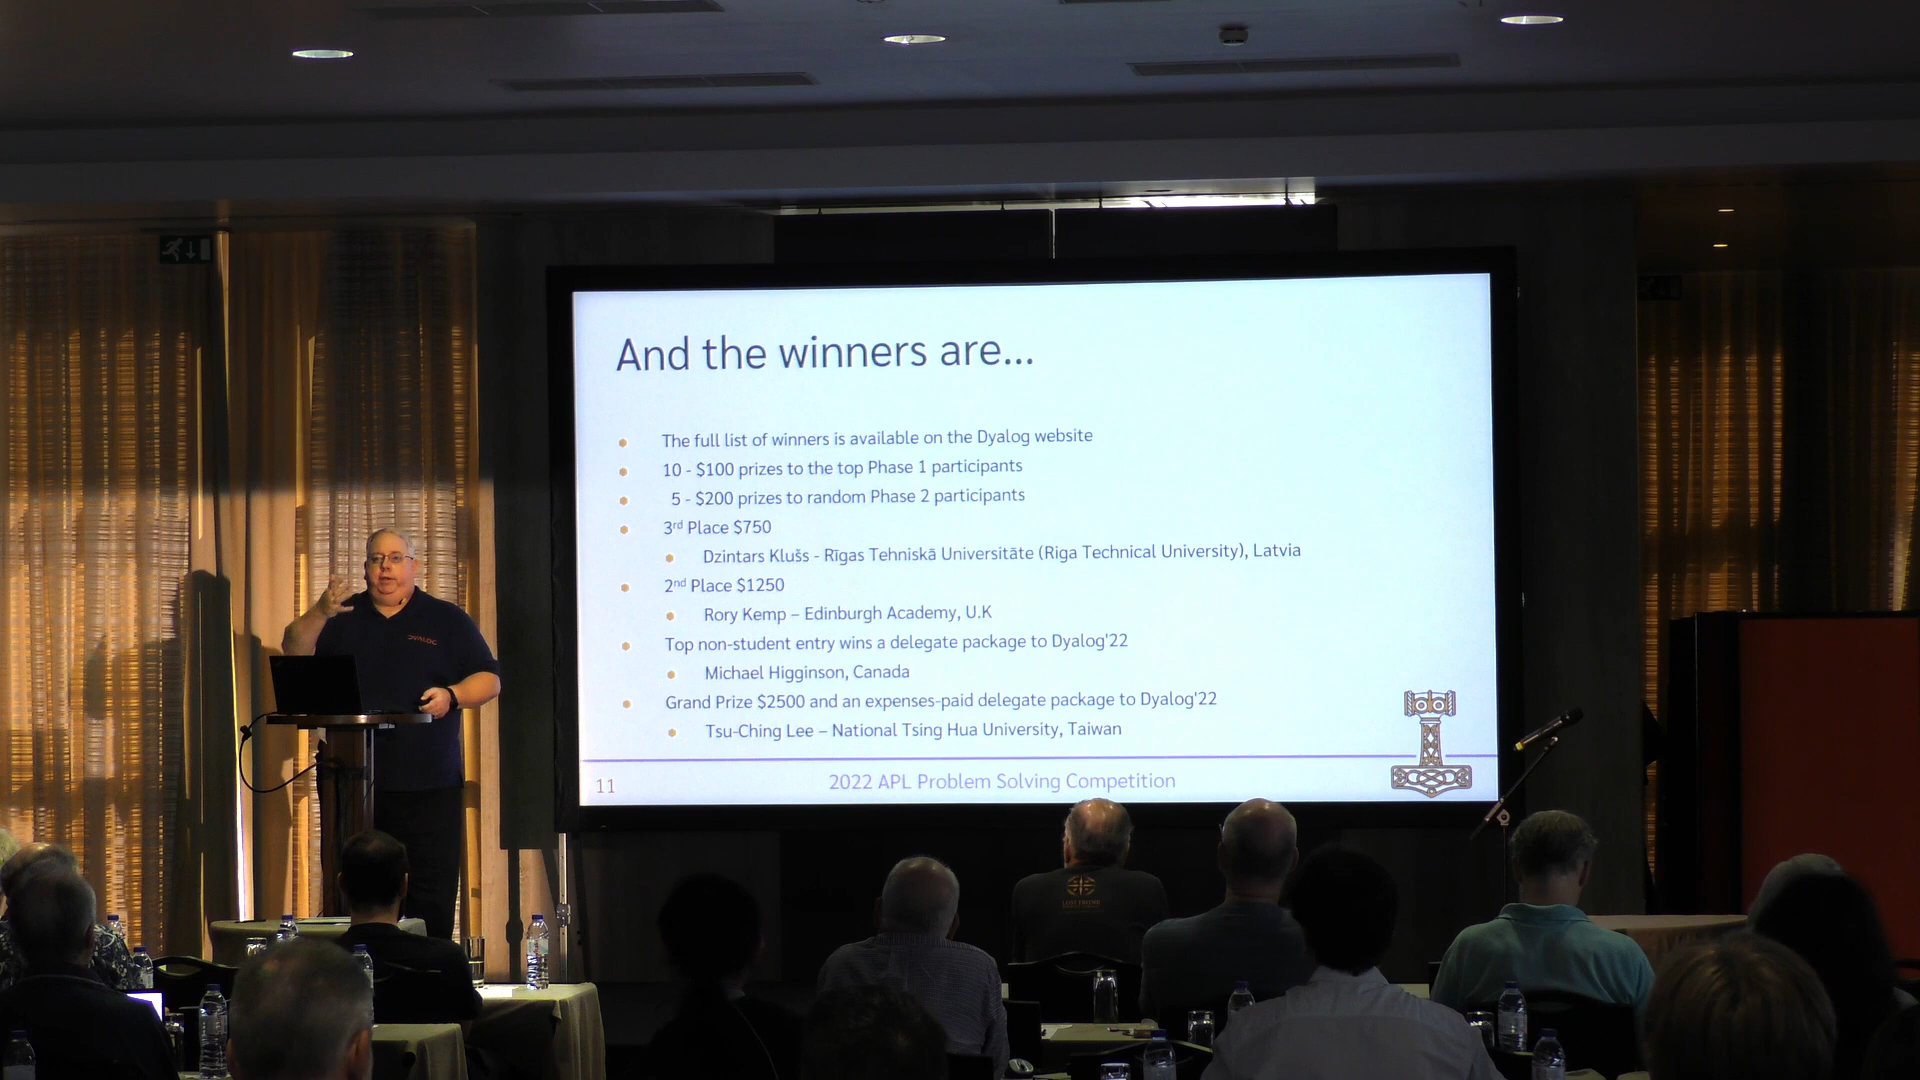 And the winners are...
The full list of winners is available on the Dyalog website
10 - $100 prizes to the top Phase 1 participants
5 - $200 prizes to random Phase 2 participants
3rd Place $750
Dzintars Klušs - Rīgas Tehniskā Universitāte (Riga Technical University), Latvia
2nd Place $1250
Rory Kemp – Edinburgh Academy, U.K
Top non-student entry wins a delegate package to Dyalog'22
Michael Higginson, Canada
Grand Prize $2500 and an expenses-paid delegate package to Dyalog'22
Tsu-Ching Lee – National Tsing Hua University, Taiwan
11
2022 APL Problem Solving Competition
DYALOG
LOST FRIEND